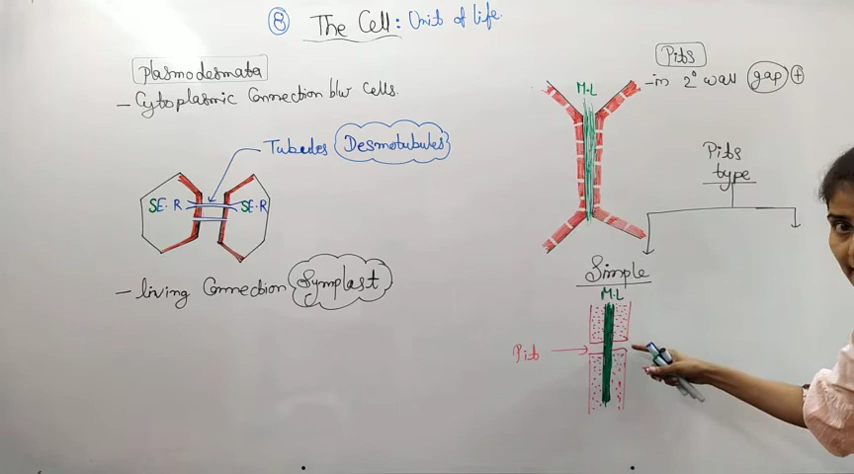 ⑧ The Cell: Unit of life.
Plasmodesmata
- Cytoplasmic Connection b/w Cells.
Tubules Desmotubules
SE.R SE.R
- living Connection Symplast
Pits
- in 2° wall gap +
M.L
Pits
type
Simple
M.L
Pit